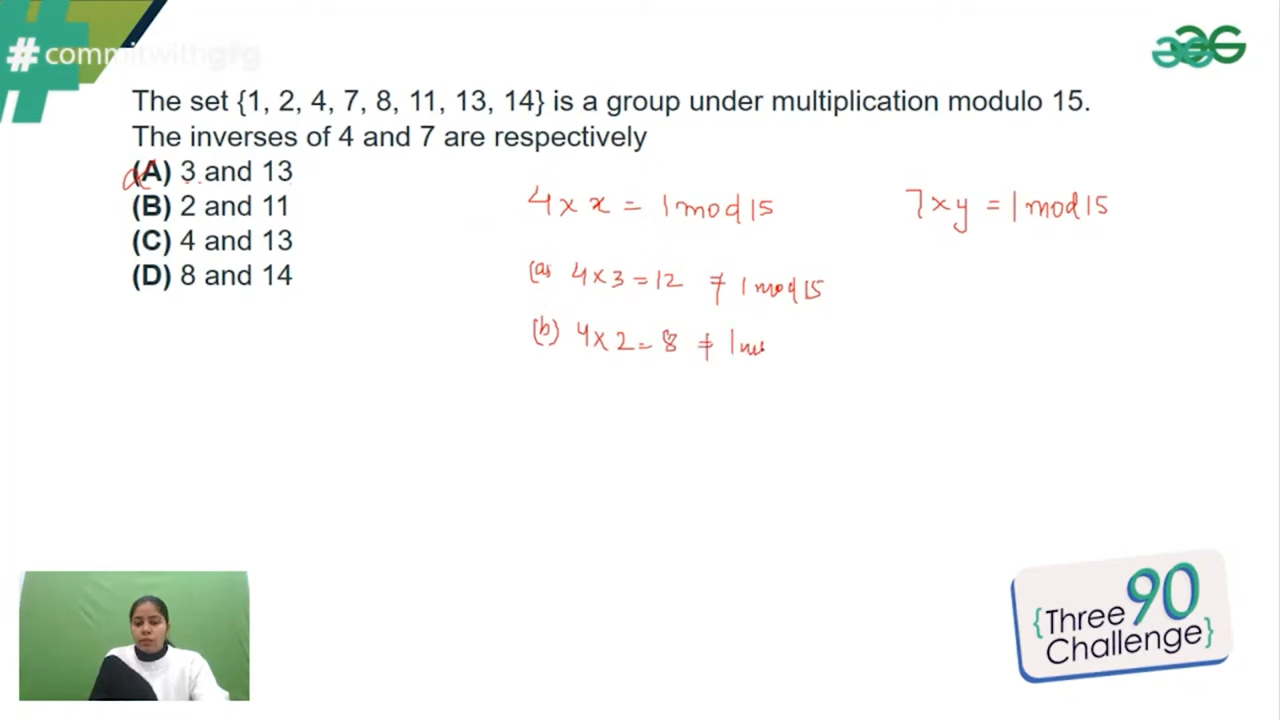 #commitwithgfg
The set {1, 2, 4, 7, 8, 11, 13, 14} is a group under multiplication modulo 15.
The inverses of 4 and 7 are respectively
(A) 3 and 13
(B) 2 and 11
(C) 4 and 13
(D) 8 and 14
4 × x = 1 mod 15
7 × y = 1 mod 15
(a) 4 × 3 = 12 ≠ 1 mod 15
(b) 4 × 2 = 8 ≠ 1 mo
{Three 90
Challenge}